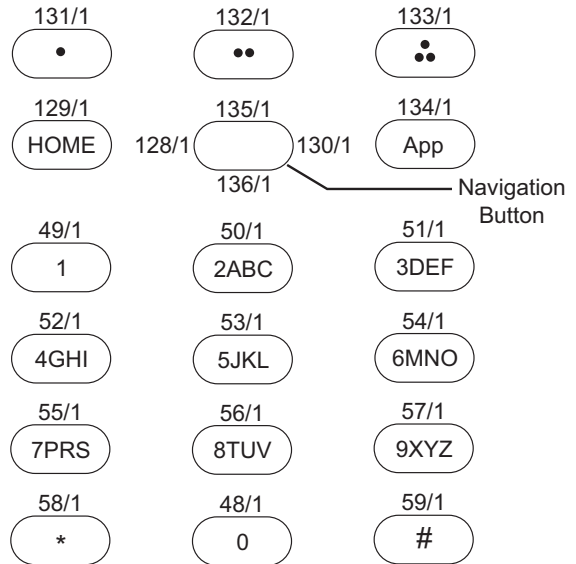 131/1 132/1 133/1
• •• ⛬
129/1 135/1 134/1
HOME 128/1 130/1 App
136/1 Navigation
Button
49/1 50/1 51/1
1 2ABC 3DEF
52/1 53/1 54/1
4GHI 5JKL 6MNO
55/1 56/1 57/1
7PRS 8TUV 9XYZ
58/1 48/1 59/1
* 0 #